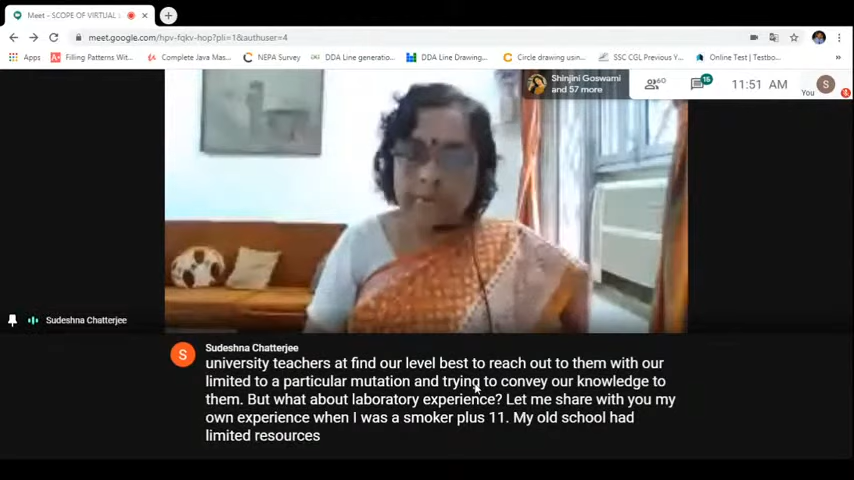 Meet – SCOPE OF VIRTUAL
meet.google.com/hpv-fqkv-hop?pli=1&authuser=4
Apps
Filling Patterns Wit...
Complete Java Mas...
NEPA Survey
DDA Line generatio...
DDA Line Drawing...
Circle drawing using...
SSC CGL Previous Y...
Online Test | Testbo...
Shinjini Goswami
and 57 more
60
16
11:51 AM
You
S
Sudeshna Chatterjee
S
Sudeshna Chatterjee
university teachers at find our level best to reach out to them with our
limited to a particular mutation and trying to convey our knowledge to
them. But what about laboratory experience? Let me share with you my
own experience when I was a smoker plus 11. My old school had
limited resources